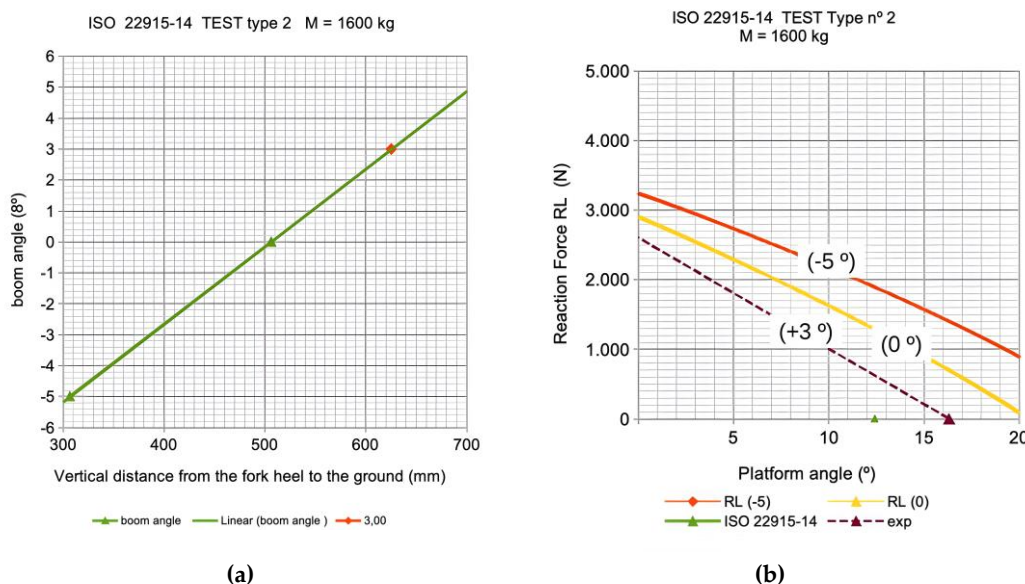 ISO 22915-14 TEST type 2 M = 1600 kg
6
5
4
3
2
1
0
-1
-2
-3
-4
-5
-6
boom angle (8º)
300 400 500 600 700
Vertical distance from the fork heel to the ground (mm)
boom angle Linear (boom angle ) 3,00
(a)
ISO 22915-14 TEST Type nº 2
M = 1600 kg
5.000
4.000
3.000
2.000
1.000
0
Reaction Force RL (N)
(-5 º)
(+3 º)
(0 º)
5 10 15 20
Platform angle (º)
RL (-5) RL (0)
ISO 22915-14 exp
(b)